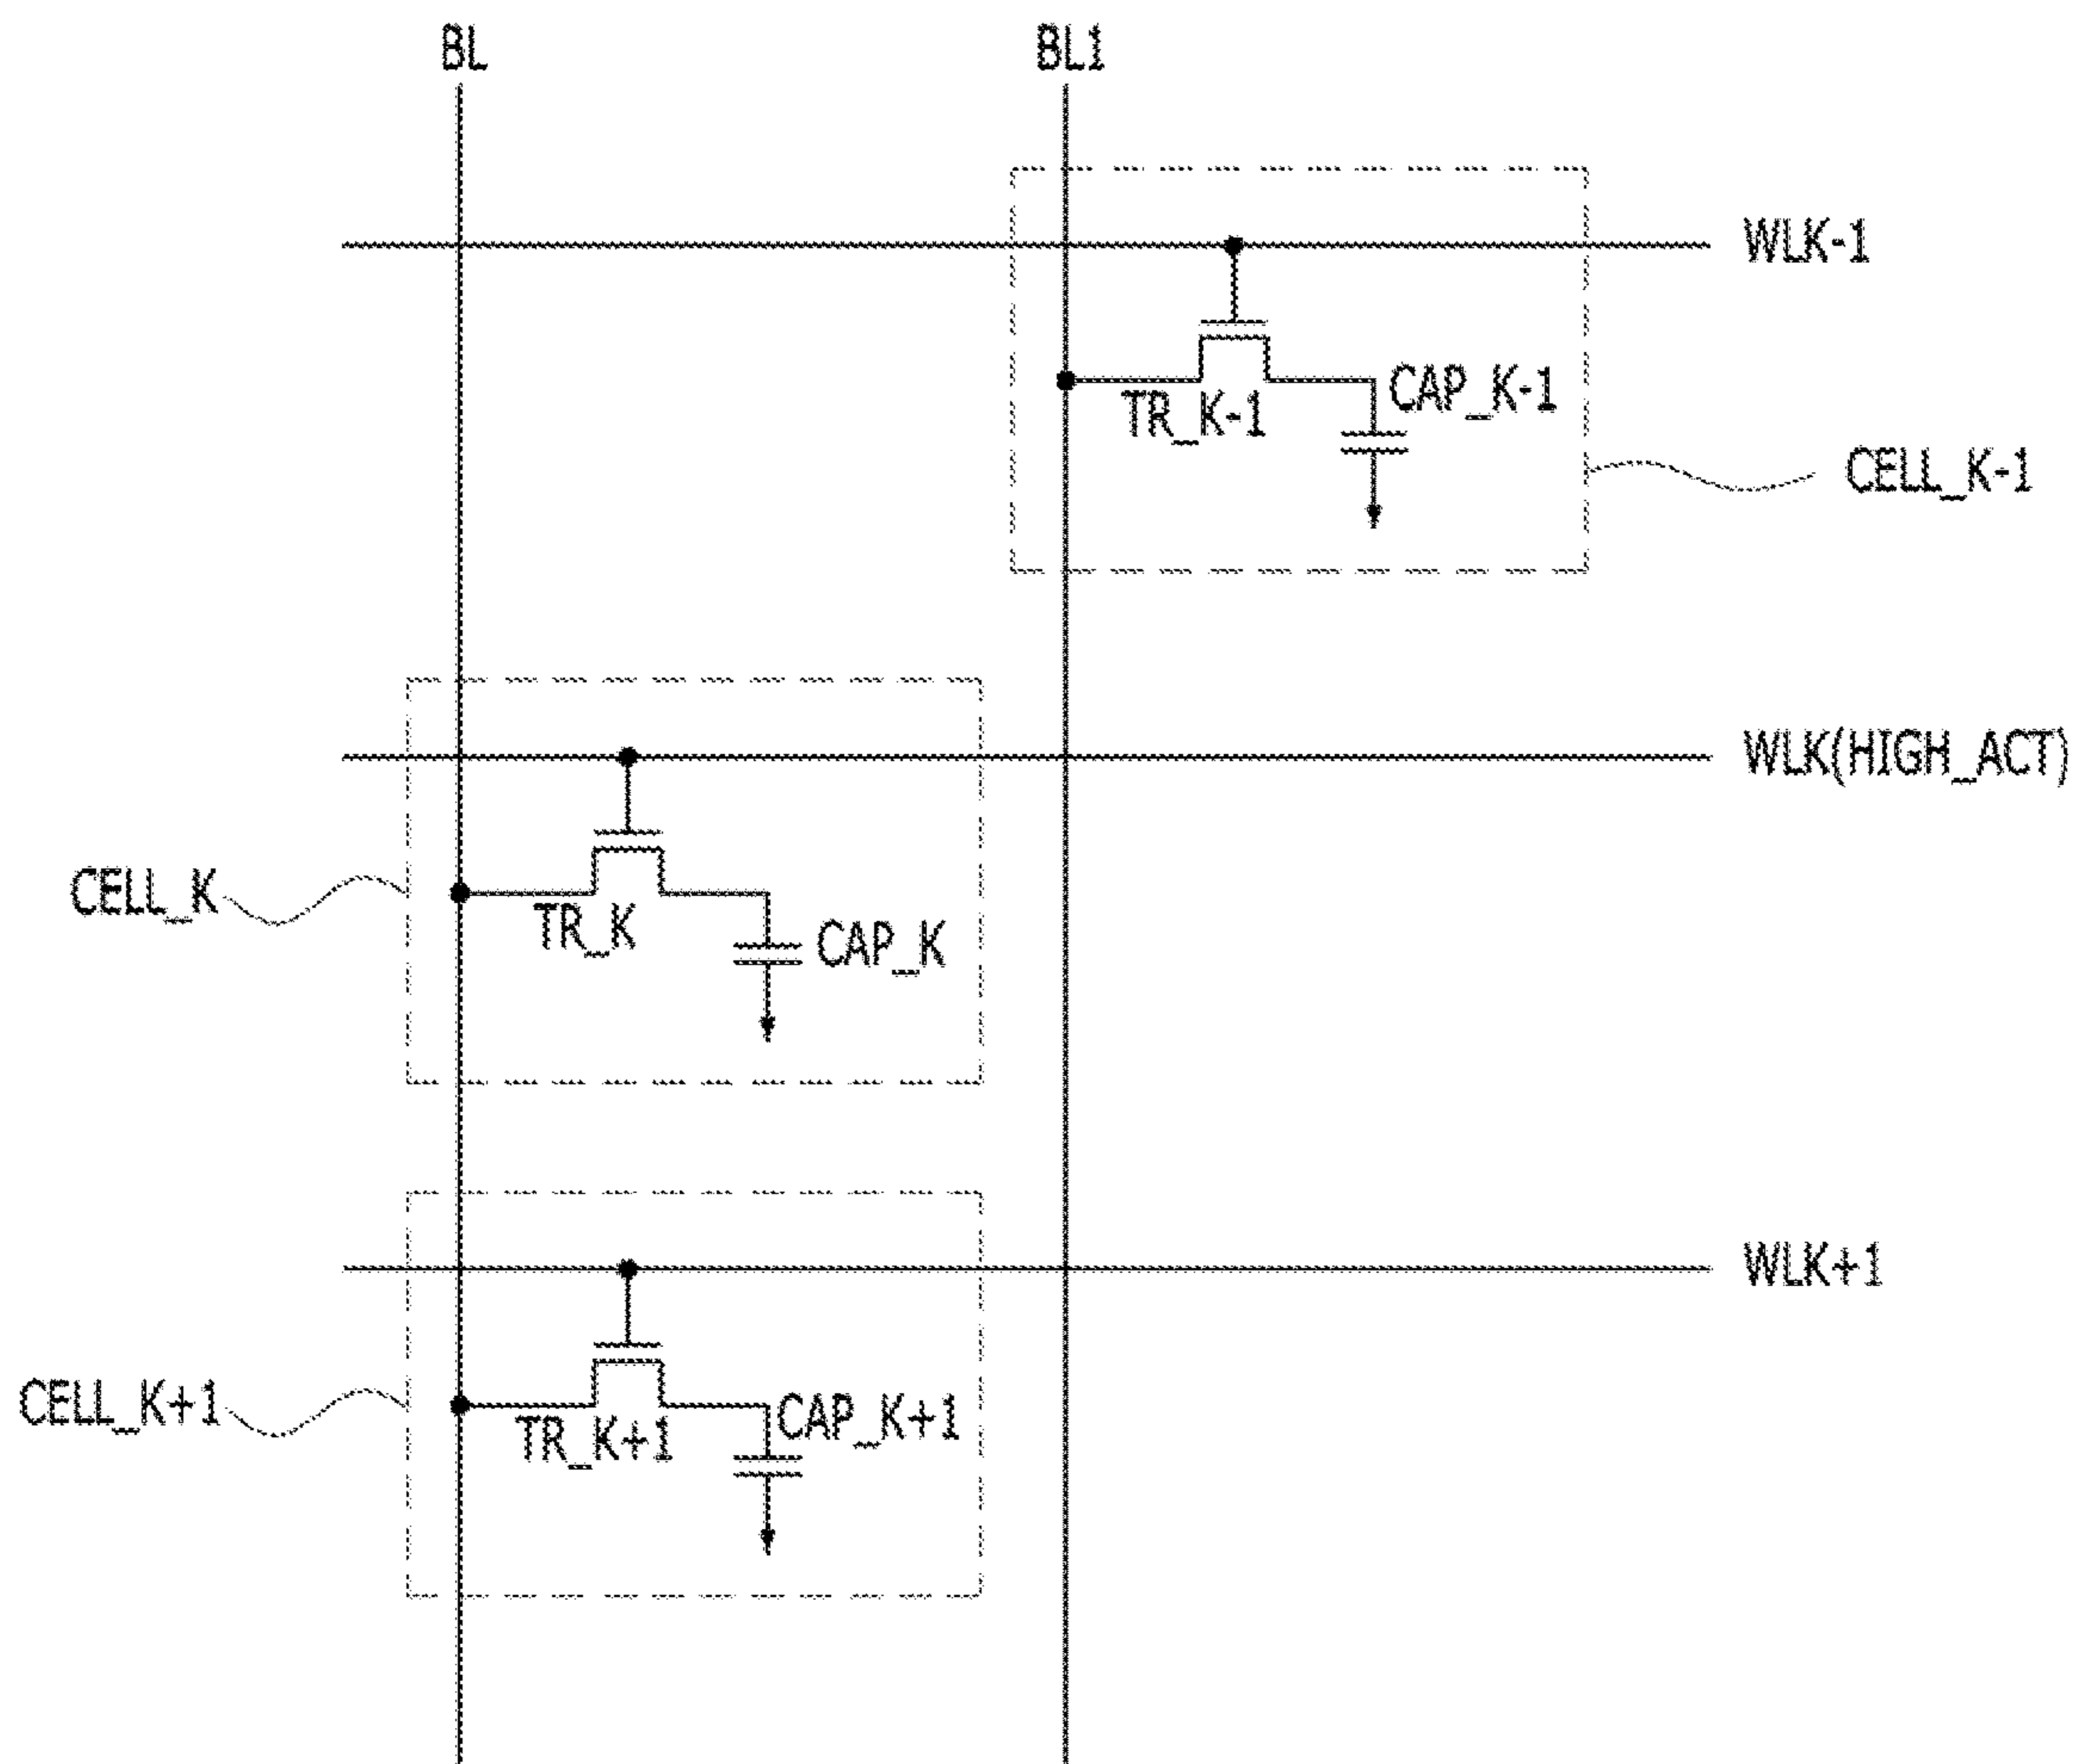 BL
BL1
WLK-1
TR_K-1
CAP_K-1
CELL_K-1
WLK(HIGH_ACT)
CELL_K
TR_K
CAP_K
WLK+1
CELL_K+1
TR_K+1
CAP_K+1